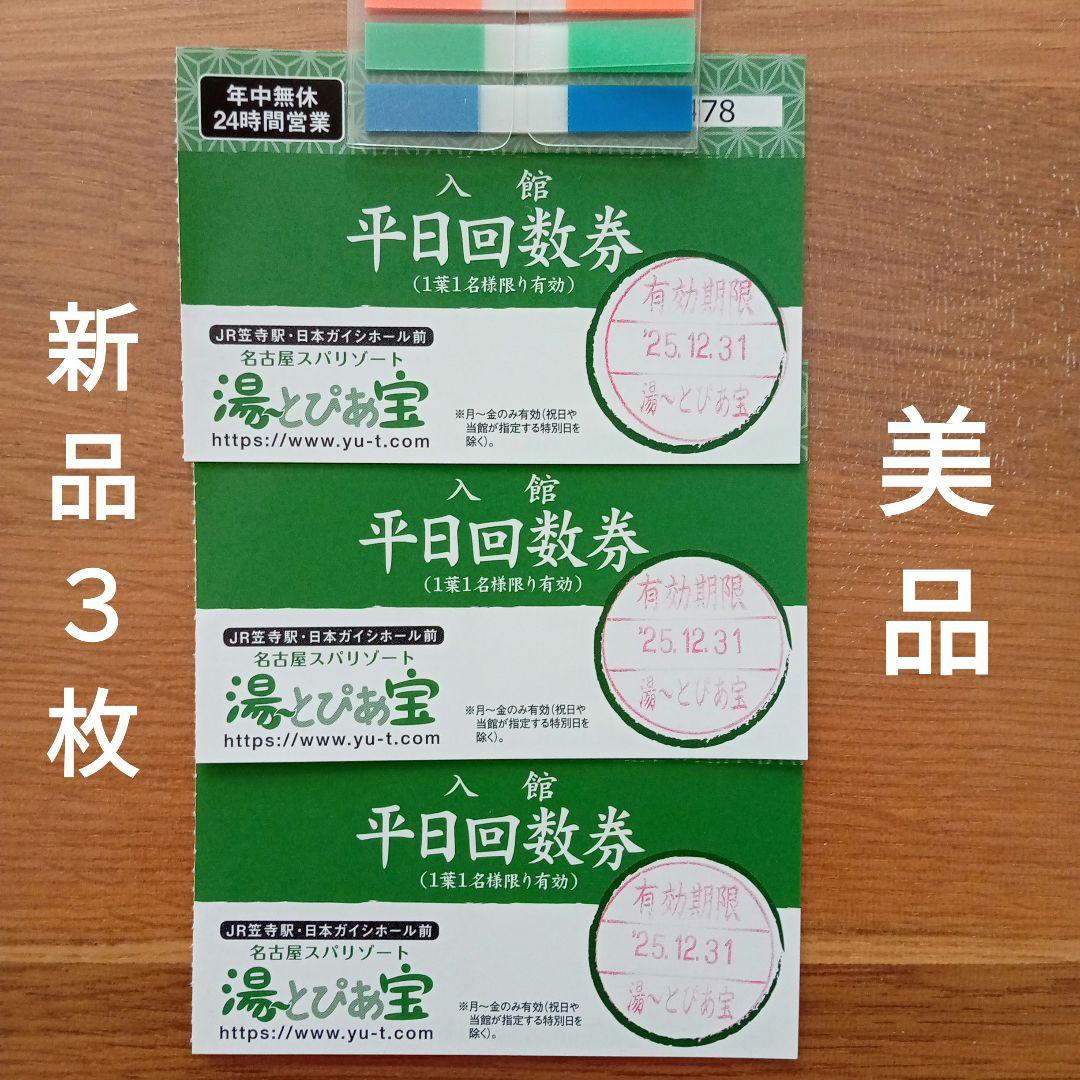 年中無休
24時間営業
478
入館
平日回数券
(1葉1名様限り有効)
JR笠寺駅・日本ガイシホール前
名古屋スパリゾート
湯〜とぴあ宝
https://www.yu-t.com
※月〜金のみ有効(祝日や
当館が指定する特別日を
除く)。
有効期限
'25.12.31
湯〜とぴあ宝
入館
平日回数券
(1葉1名様限り有効)
JR笠寺駅・日本ガイシホール前
名古屋スパリゾート
湯〜とぴあ宝
https://www.yu-t.com
※月〜金のみ有効(祝日や
当館が指定する特別日を
除く)。
有効期限
'25.12.31
湯〜とぴあ宝
入館
平日回数券
(1葉1名様限り有効)
JR笠寺駅・日本ガイシホール前
名古屋スパリゾート
湯〜とぴあ宝
https://www.yu-t.com
※月〜金のみ有効(祝日や
当館が指定する特別日を
除く)。
有効期限
'25.12.31
湯〜とぴあ宝
新品3枚
美品